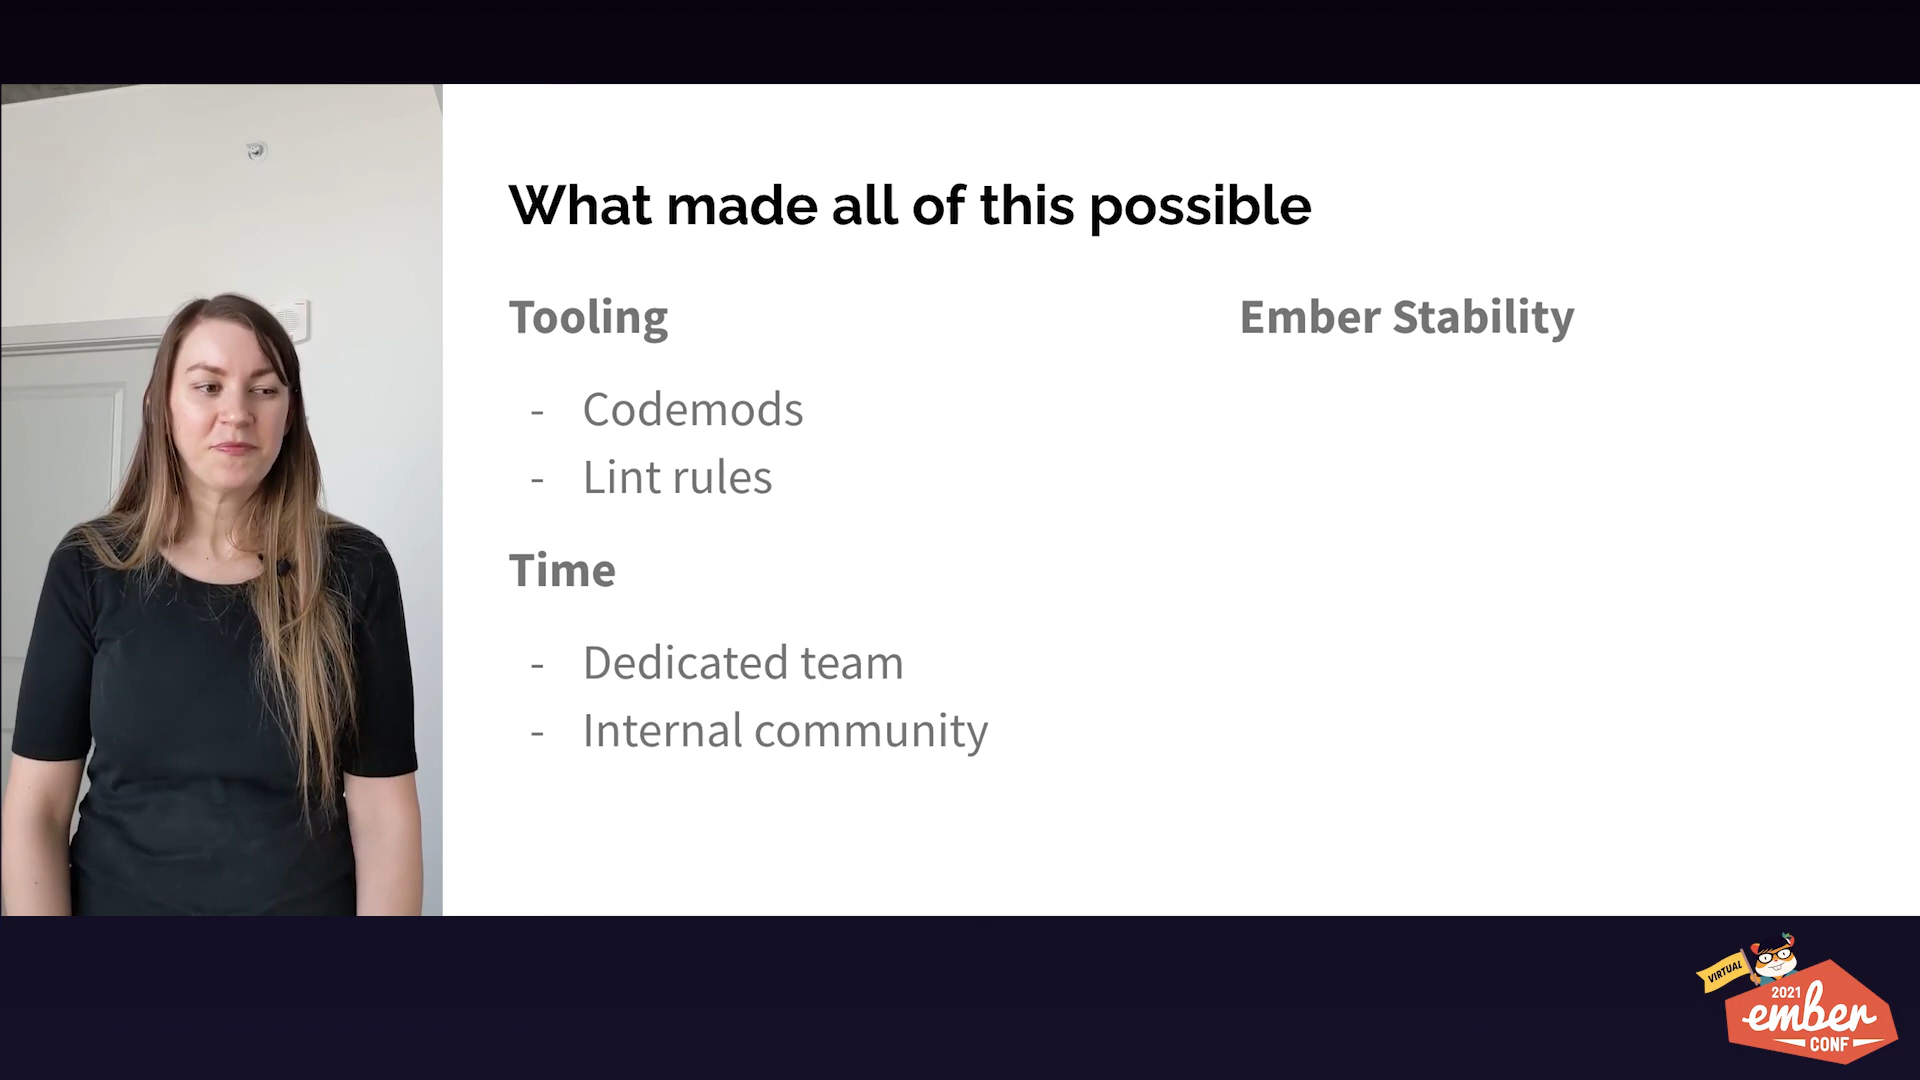 What made all of this possible
Tooling
- Codemods
- Lint rules
Time
- Dedicated team
- Internal community
Ember Stability
VIRTUAL
2021
ember
CONF